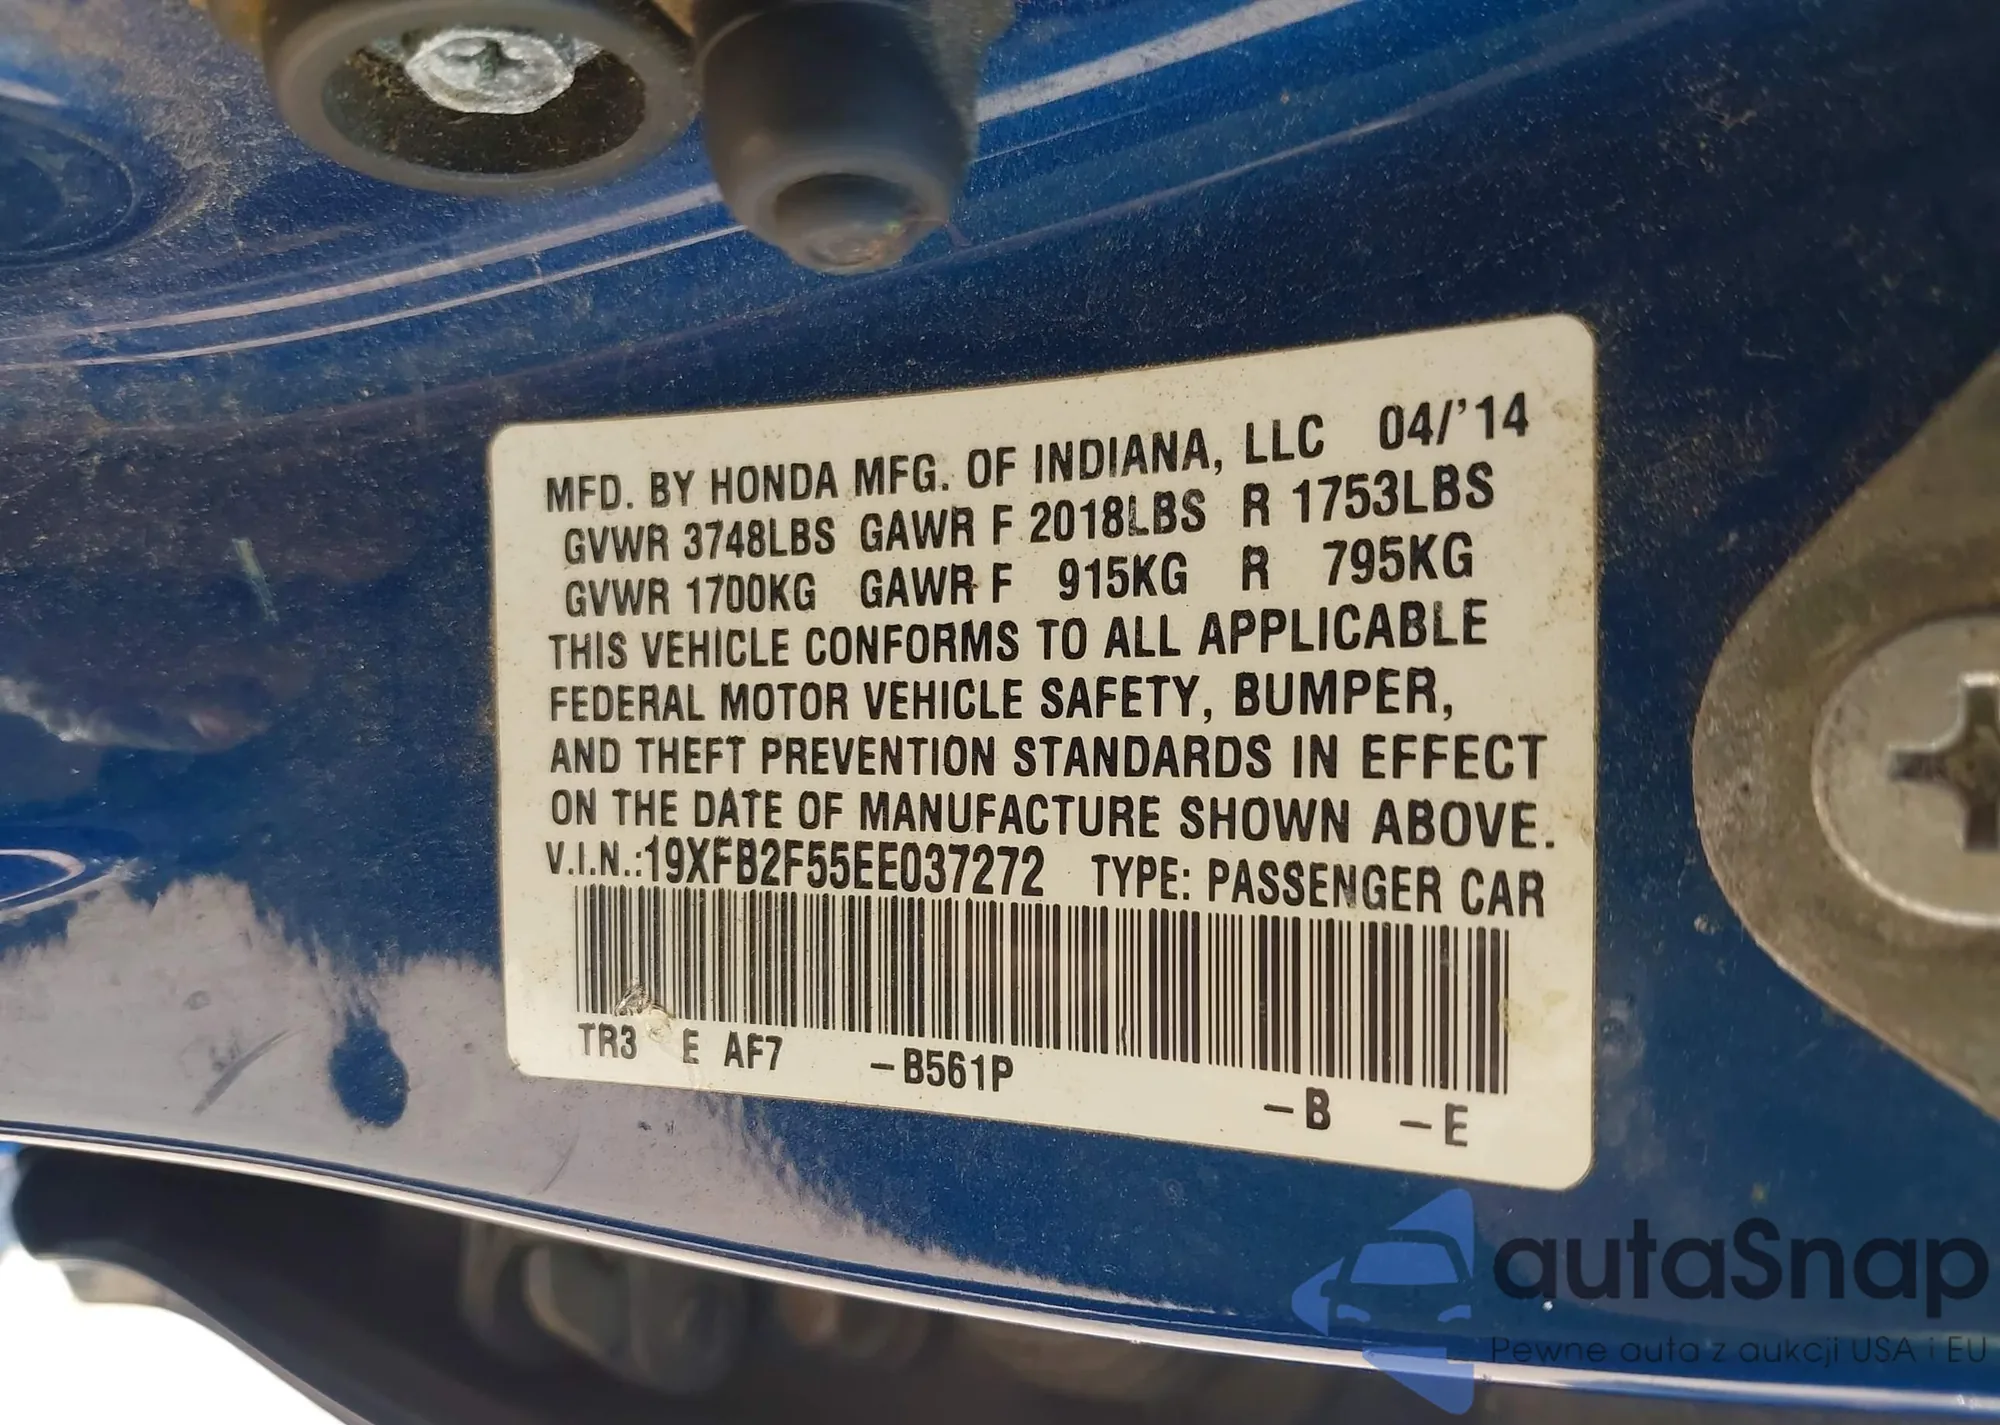 MFD. BY HONDA MFG. OF INDIANA, LLC 04/'14
GVWR 3748LBS GAWR F 2018LBS R 1753LBS
GVWR 1700KG GAWR F 915KG R 795KG
THIS VEHICLE CONFORMS TO ALL APPLICABLE
FEDERAL MOTOR VEHICLE SAFETY, BUMPER,
AND THEFT PREVENTION STANDARDS IN EFFECT
ON THE DATE OF MANUFACTURE SHOWN ABOVE.
V.I.N.:19XFB2F55EE037272 TYPE: PASSENGER CAR
TR3 E AF7 -B561P -B -E
autaSnap
Pewne auta z aukcji USA i EU